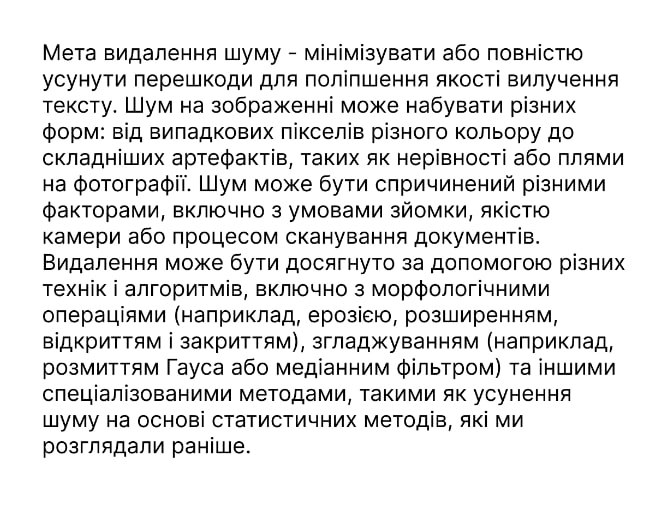 Мета видалення шуму - мінімізувати або повністю
усунути перешкоди для поліпшення якості вилучення
тексту. Шум на зображенні може набувати різних
форм: від випадкових пікселів різного кольору до
складніших артефактів, таких як нерівності або плями
на фотографії. Шум може бути спричинений різними
факторами, включно з умовами зйомки, якістю
камери або процесом сканування документів.
Видалення може бути досягнуто за допомогою різних
технік і алгоритмів, включно з морфологічними
операціями (наприклад, ерозією, розширенням,
відкриттям і закриттям), згладжуванням (наприклад,
розмиттям Гауса або медіанним фільтром) та іншими
спеціалізованими методами, такими як усунення
шуму на основі статистичних методів, які ми
розглядали раніше.